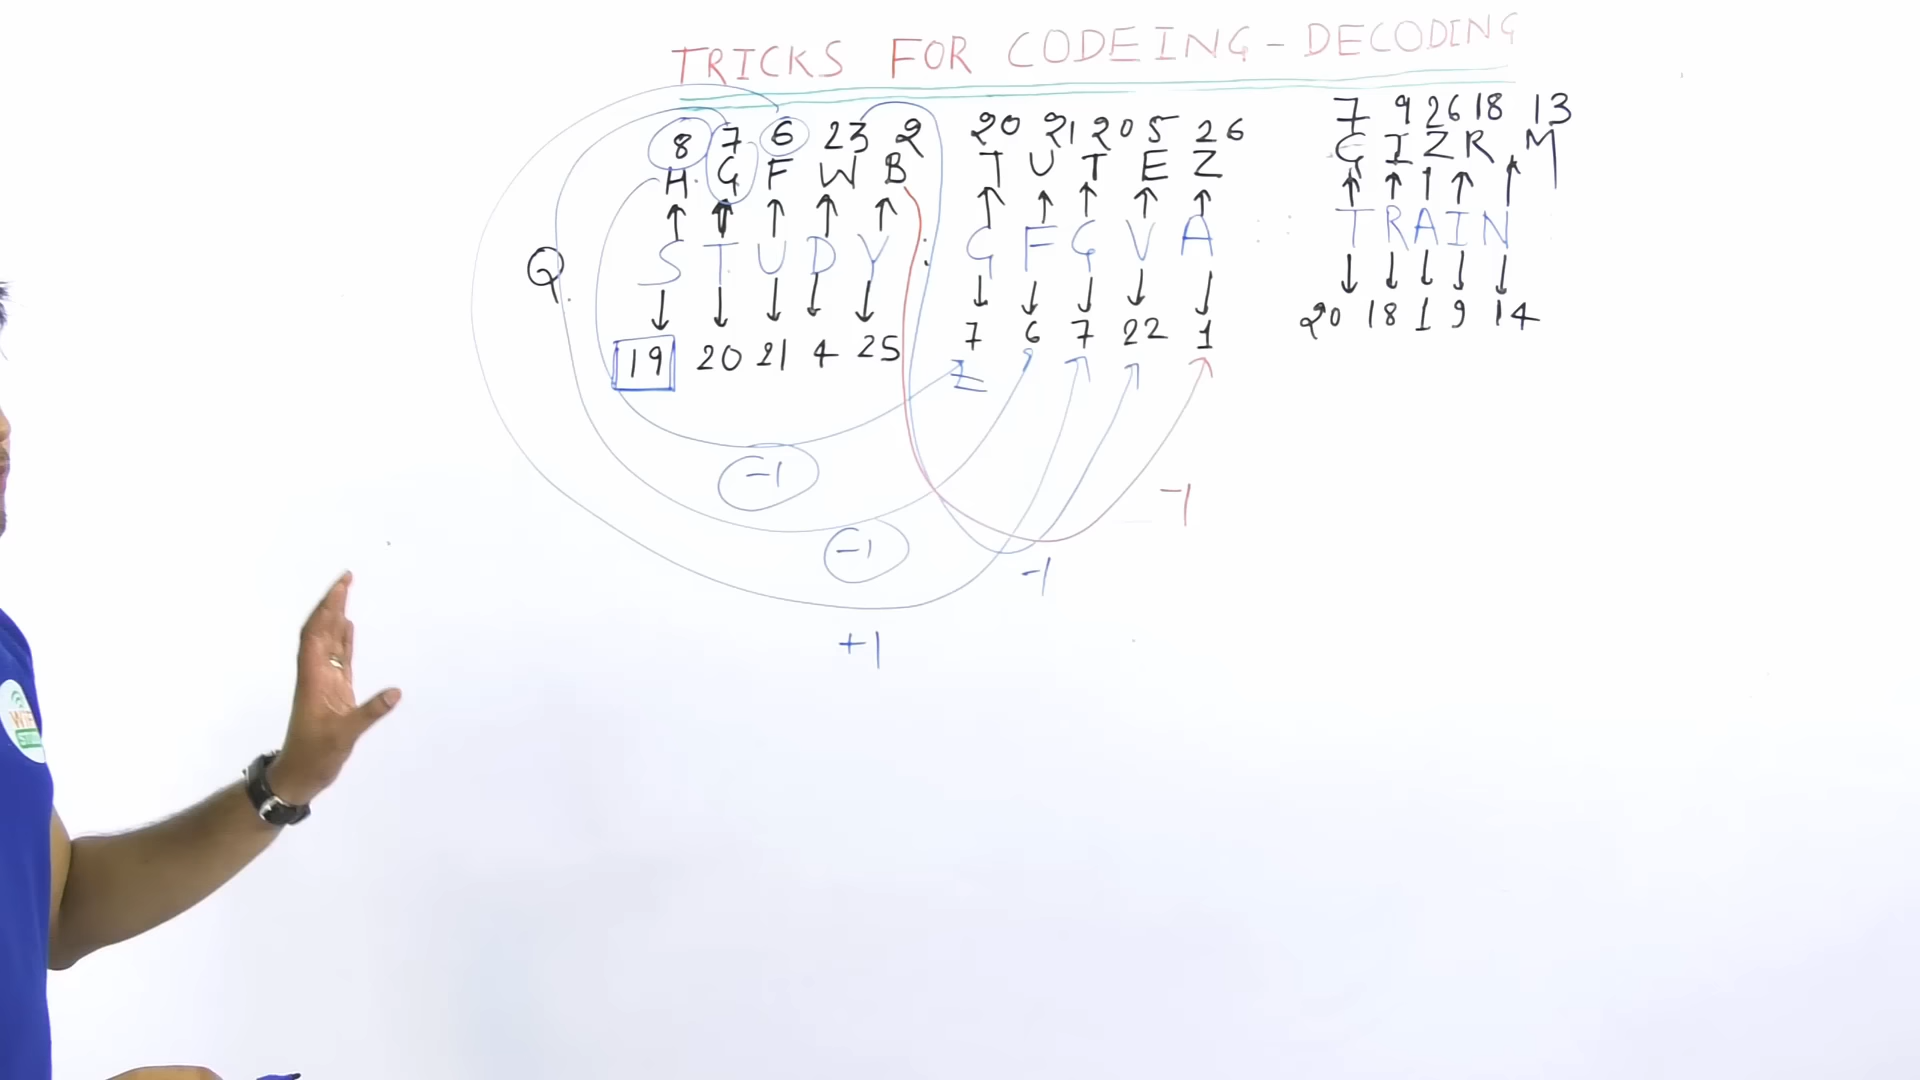 TRICKS FOR CODEING - DECODING
8 7 6 23 2 20 21 20 5 26 7 9 26 18 13
H G F W B T U T E Z G I Z R M
Q. S T U D Y : G F G V A : : T R A I N
19 20 21 4 25 7 6 7 22 1 20 18 1 9 14
-1
-1
-1
-1
+1